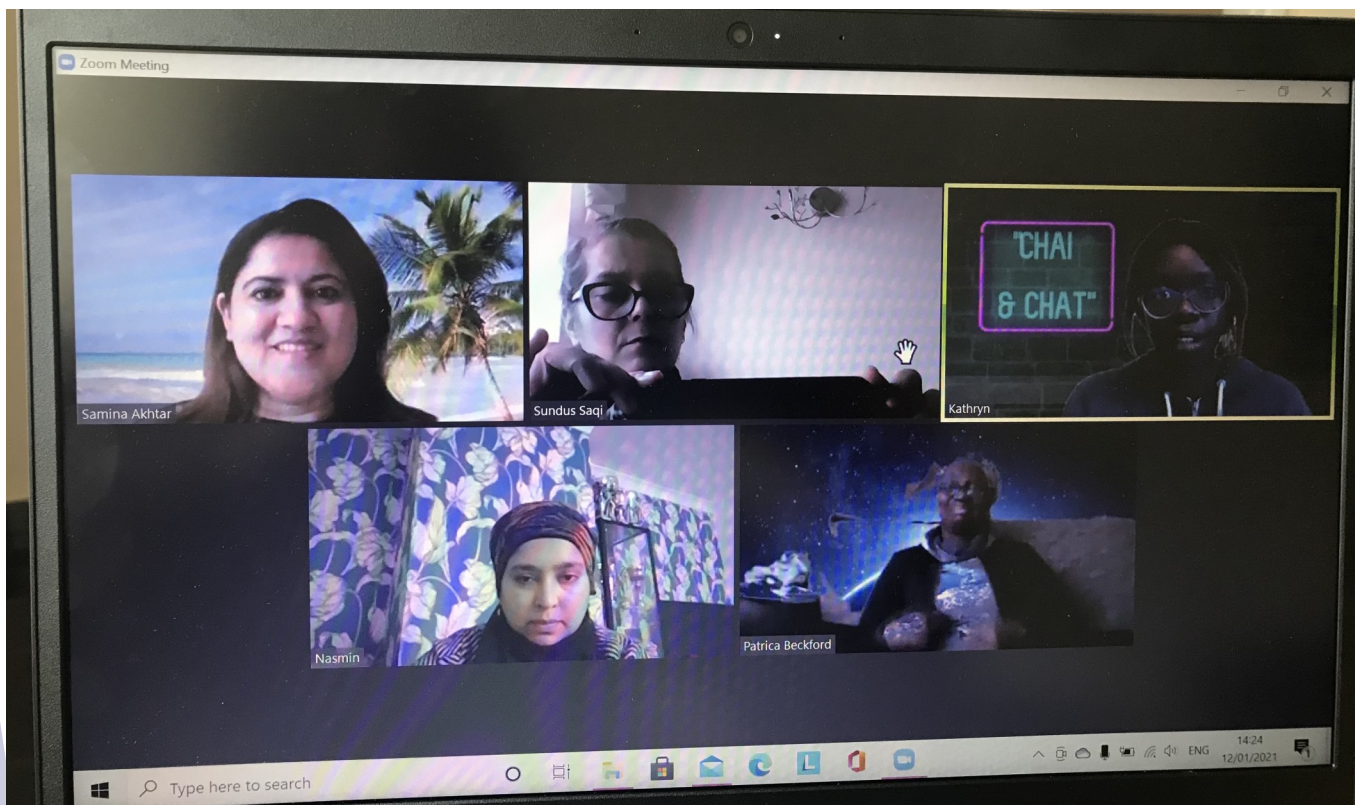 Zoom Meeting
"CHAI
& CHAT"
Samina Akhtar
Sundus Saqi
Kathryn
Nasmin
Patrica Beckford
Type here to search
ENG
14:24
12/01/2021